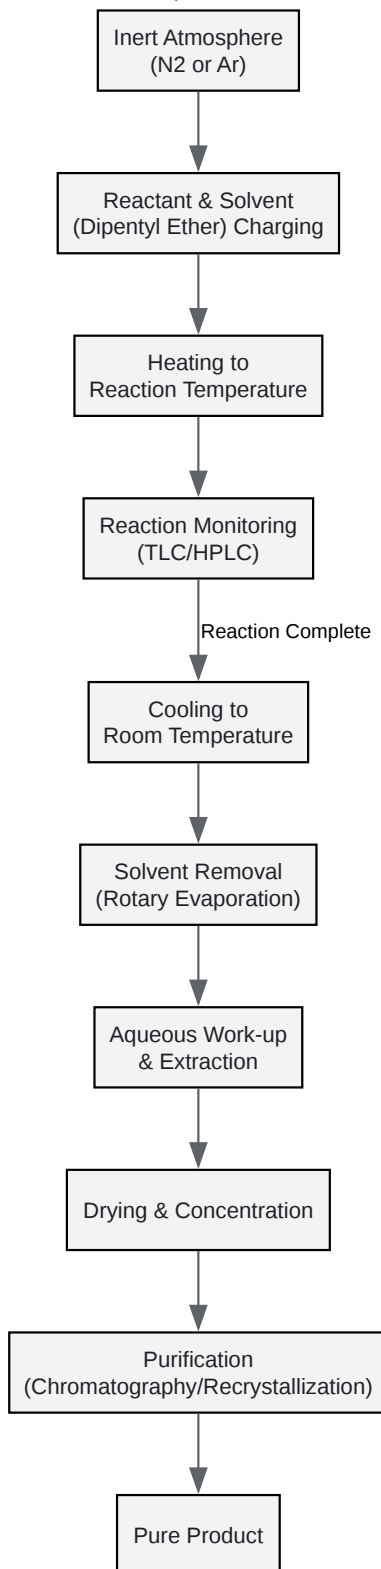 Inert Atmosphere
(N2 or Ar)
Reactant & Solvent
(Dipentyl Ether) Charging
Heating to
Reaction Temperature
Reaction Monitoring
(TLC/HPLC)
Reaction Complete
Cooling to
Room Temperature
Solvent Removal
(Rotary Evaporation)
Aqueous Work-up
& Extraction
Drying & Concentration
Purification
(Chromatography/Recrystallization)
Pure Product